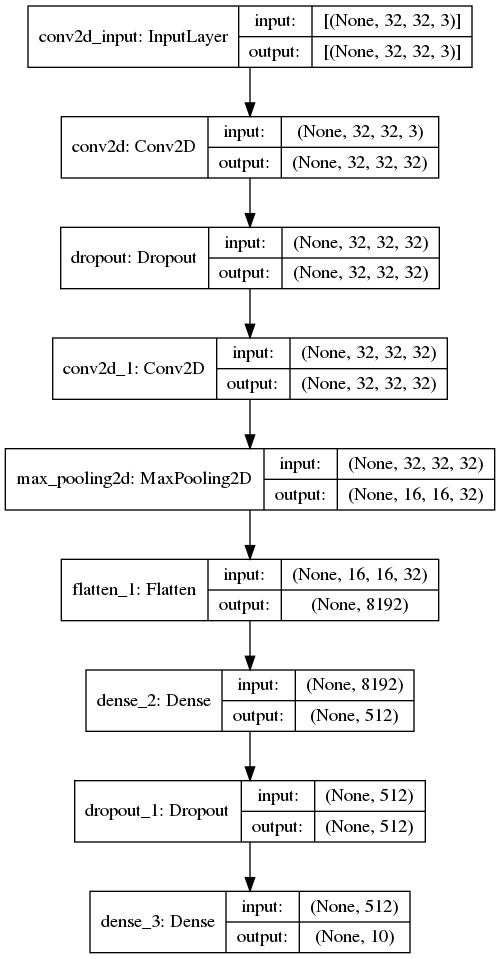 conv2d_input: InputLayer
input:
[(None, 32, 32, 3)]
output:
[(None, 32, 32, 3)]
conv2d: Conv2D
input:
(None, 32, 32, 3)
output:
(None, 32, 32, 32)
dropout: Dropout
input:
(None, 32, 32, 32)
output:
(None, 32, 32, 32)
conv2d_1: Conv2D
input:
(None, 32, 32, 32)
output:
(None, 32, 32, 32)
max_pooling2d: MaxPooling2D
input:
(None, 32, 32, 32)
output:
(None, 16, 16, 32)
flatten_1: Flatten
input:
(None, 16, 16, 32)
output:
(None, 8192)
dense_2: Dense
input:
(None, 8192)
output:
(None, 512)
dropout_1: Dropout
input:
(None, 512)
output:
(None, 512)
dense_3: Dense
input:
(None, 512)
output:
(None, 10)